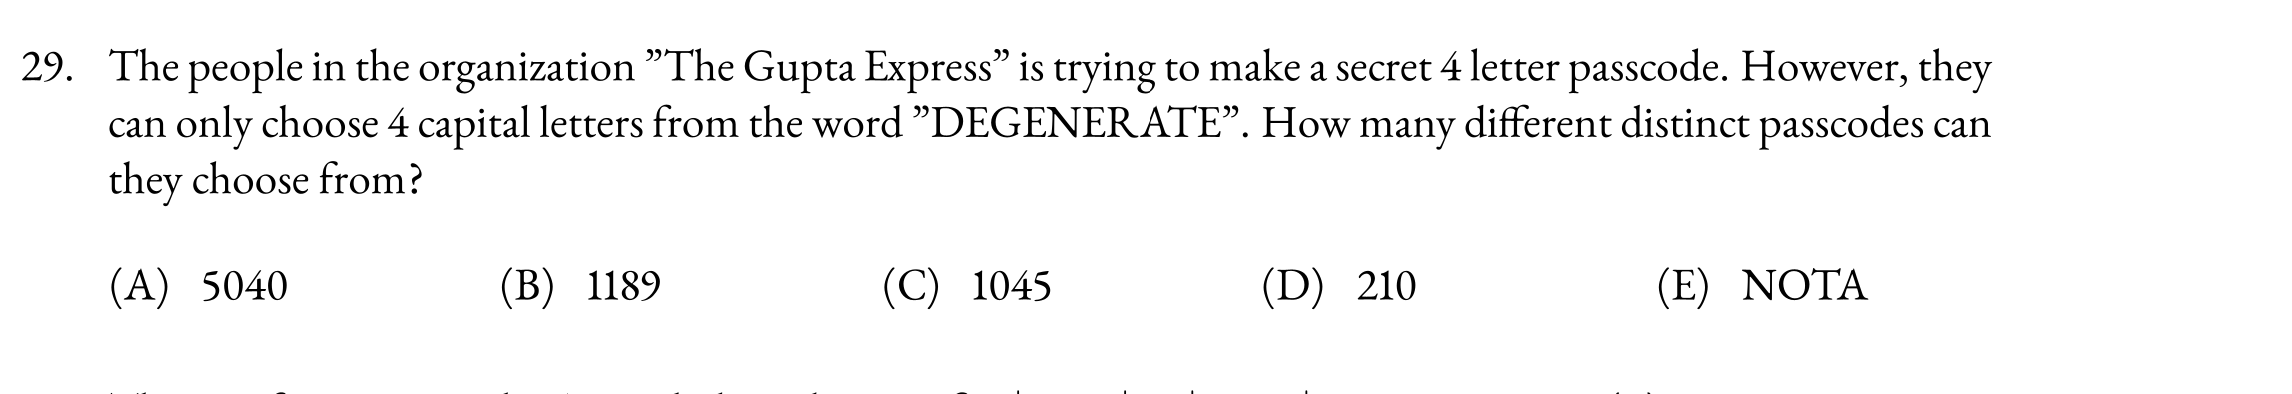 29. The people in the organization ”The Gupta Express” is trying to make a secret 4 letter passcode. However, they
can only choose 4 capital letters from the word ”DEGENERATE”. How many different distinct passcodes can
they choose from?
(A) 5040 (B) 1189 (C) 1045 (D) 210 (E) NOTA